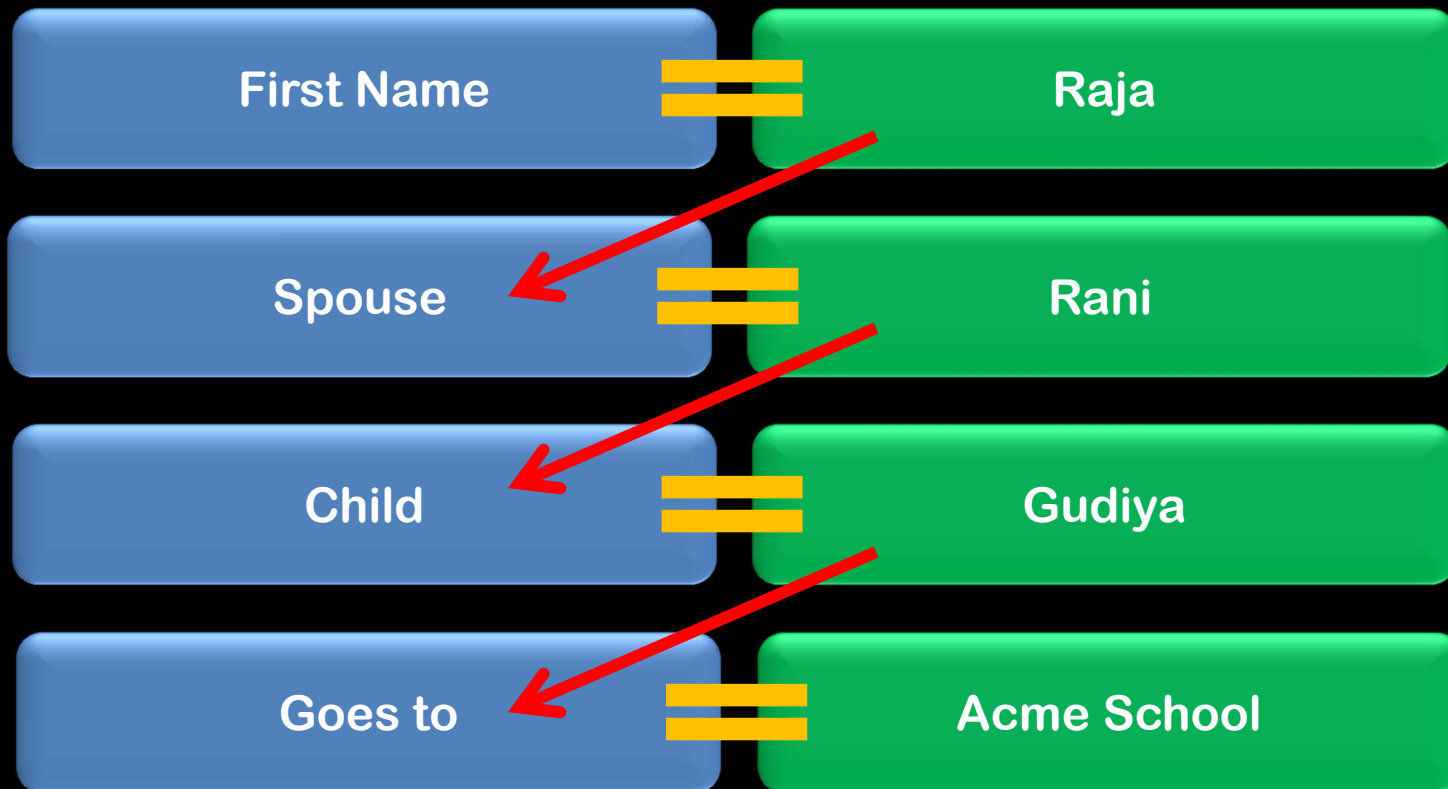 First Name
Raja
Spouse
Rani
Child
Gudiya
Goes to
Acme School